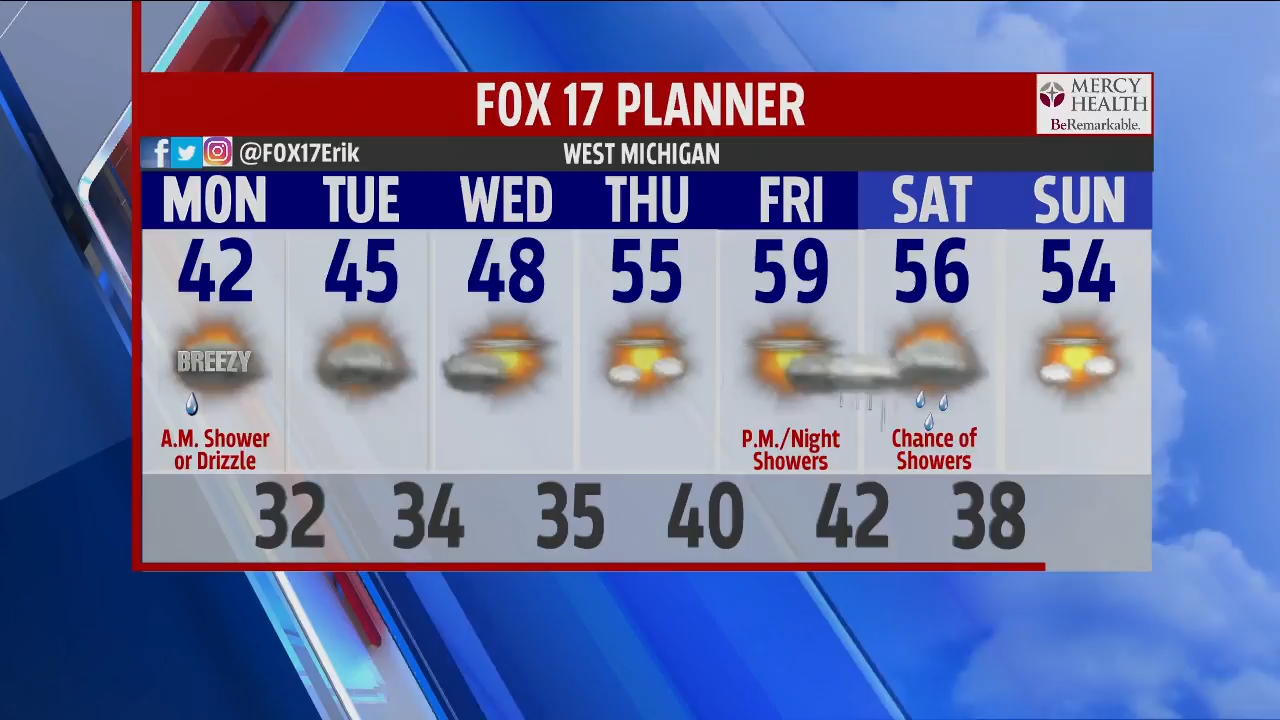 FOX 17 PLANNER
MERCY
HEALTH
BeRemarkable.
@FOX17Erik
WEST MICHIGAN
MON TUE WED THU FRI SAT SUN
42 45 48 55 59 56 54
BREEZY
A.M. Shower
or Drizzle
P.M./Night
Showers
Chance of
Showers
32 34 35 40 42 38